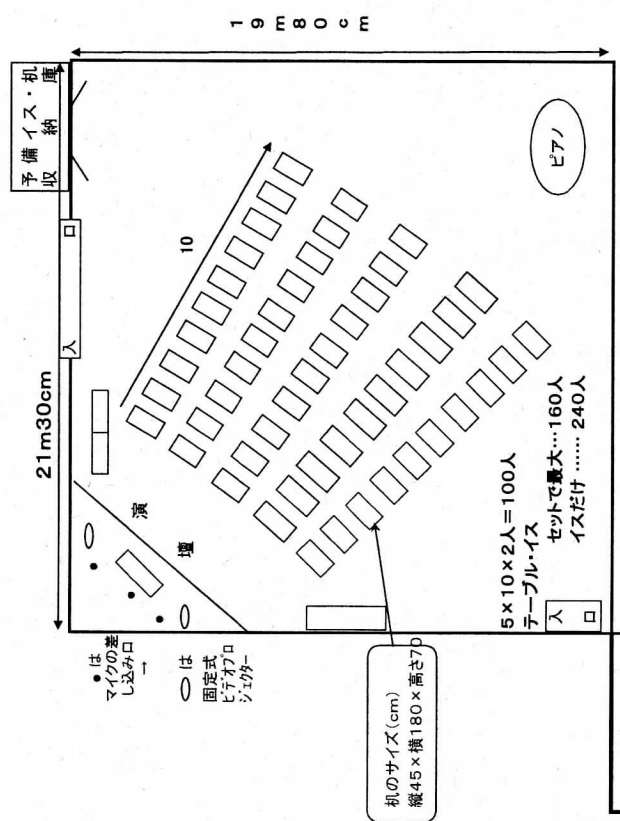 19m80cm
予備イス・机
収納庫
入口
21m30cm
10
ピアノ
演壇
●は
マイクの差
し込み口
→
は
固定式
ビデオプロ
ジェクター
5×10×2人＝100人
テーブル・イス
セットで最大…160人
イスだけ……240人
入
口
机のサイズ(cm)
縦45×横180×高さ70